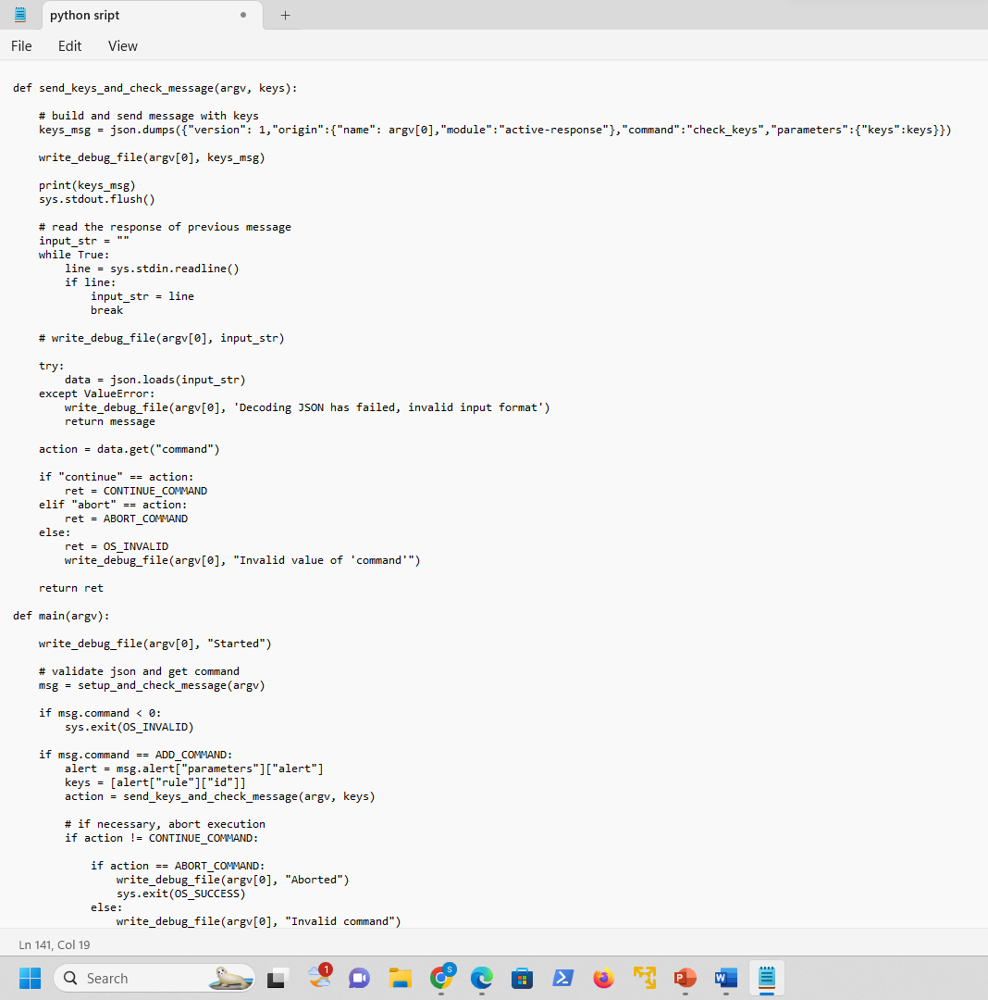 python sript
File Edit View
def send_keys_and_check_message(argv, keys):
# build and send message with keys
keys_msg = json.dumps({"version": 1,"origin":{"name": argv[0],"module":"active-response"},"command":"check_keys","parameters":{"keys":keys}})
write_debug_file(argv[0], keys_msg)
print(keys_msg)
sys.stdout.flush()
# read the response of previous message
input_str = ""
while True:
line = sys.stdin.readline()
if line:
input_str = line
break
# write_debug_file(argv[0], input_str)
try:
data = json.loads(input_str)
except ValueError:
write_debug_file(argv[0], 'Decoding JSON has failed, invalid input format')
return message
action = data.get("command")
if "continue" == action:
ret = CONTINUE_COMMAND
elif "abort" == action:
ret = ABORT_COMMAND
else:
ret = OS_INVALID
write_debug_file(argv[0], "Invalid value of 'command'")
return ret
def main(argv):
write_debug_file(argv[0], "Started")
# validate json and get command
msg = setup_and_check_message(argv)
if msg.command < 0:
sys.exit(OS_INVALID)
if msg.command == ADD_COMMAND:
alert = msg.alert["parameters"]["alert"]
keys = [alert["rule"]["id"]]
action = send_keys_and_check_message(argv, keys)
# if necessary, abort execution
if action != CONTINUE_COMMAND:
if action == ABORT_COMMAND:
write_debug_file(argv[0], "Aborted")
sys.exit(OS_SUCCESS)
else:
write_debug_file(argv[0], "Invalid command")
Ln 141, Col 19
Search 1 S P W